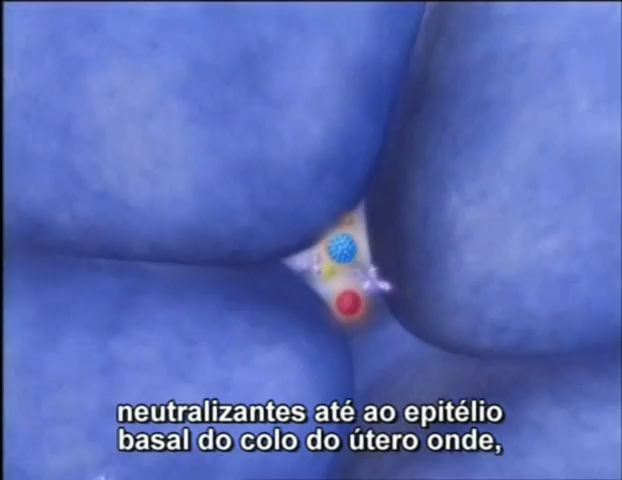 neutralizantes até ao epitélio
basal do colo do útero onde,